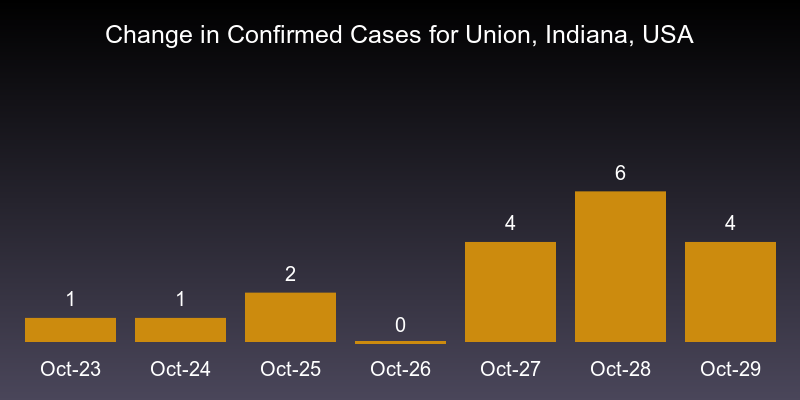 Change in Confirmed Cases for Union, Indiana, USA
1 1 2 0 4 6 4
Oct-23 Oct-24 Oct-25 Oct-26 Oct-27 Oct-28 Oct-29